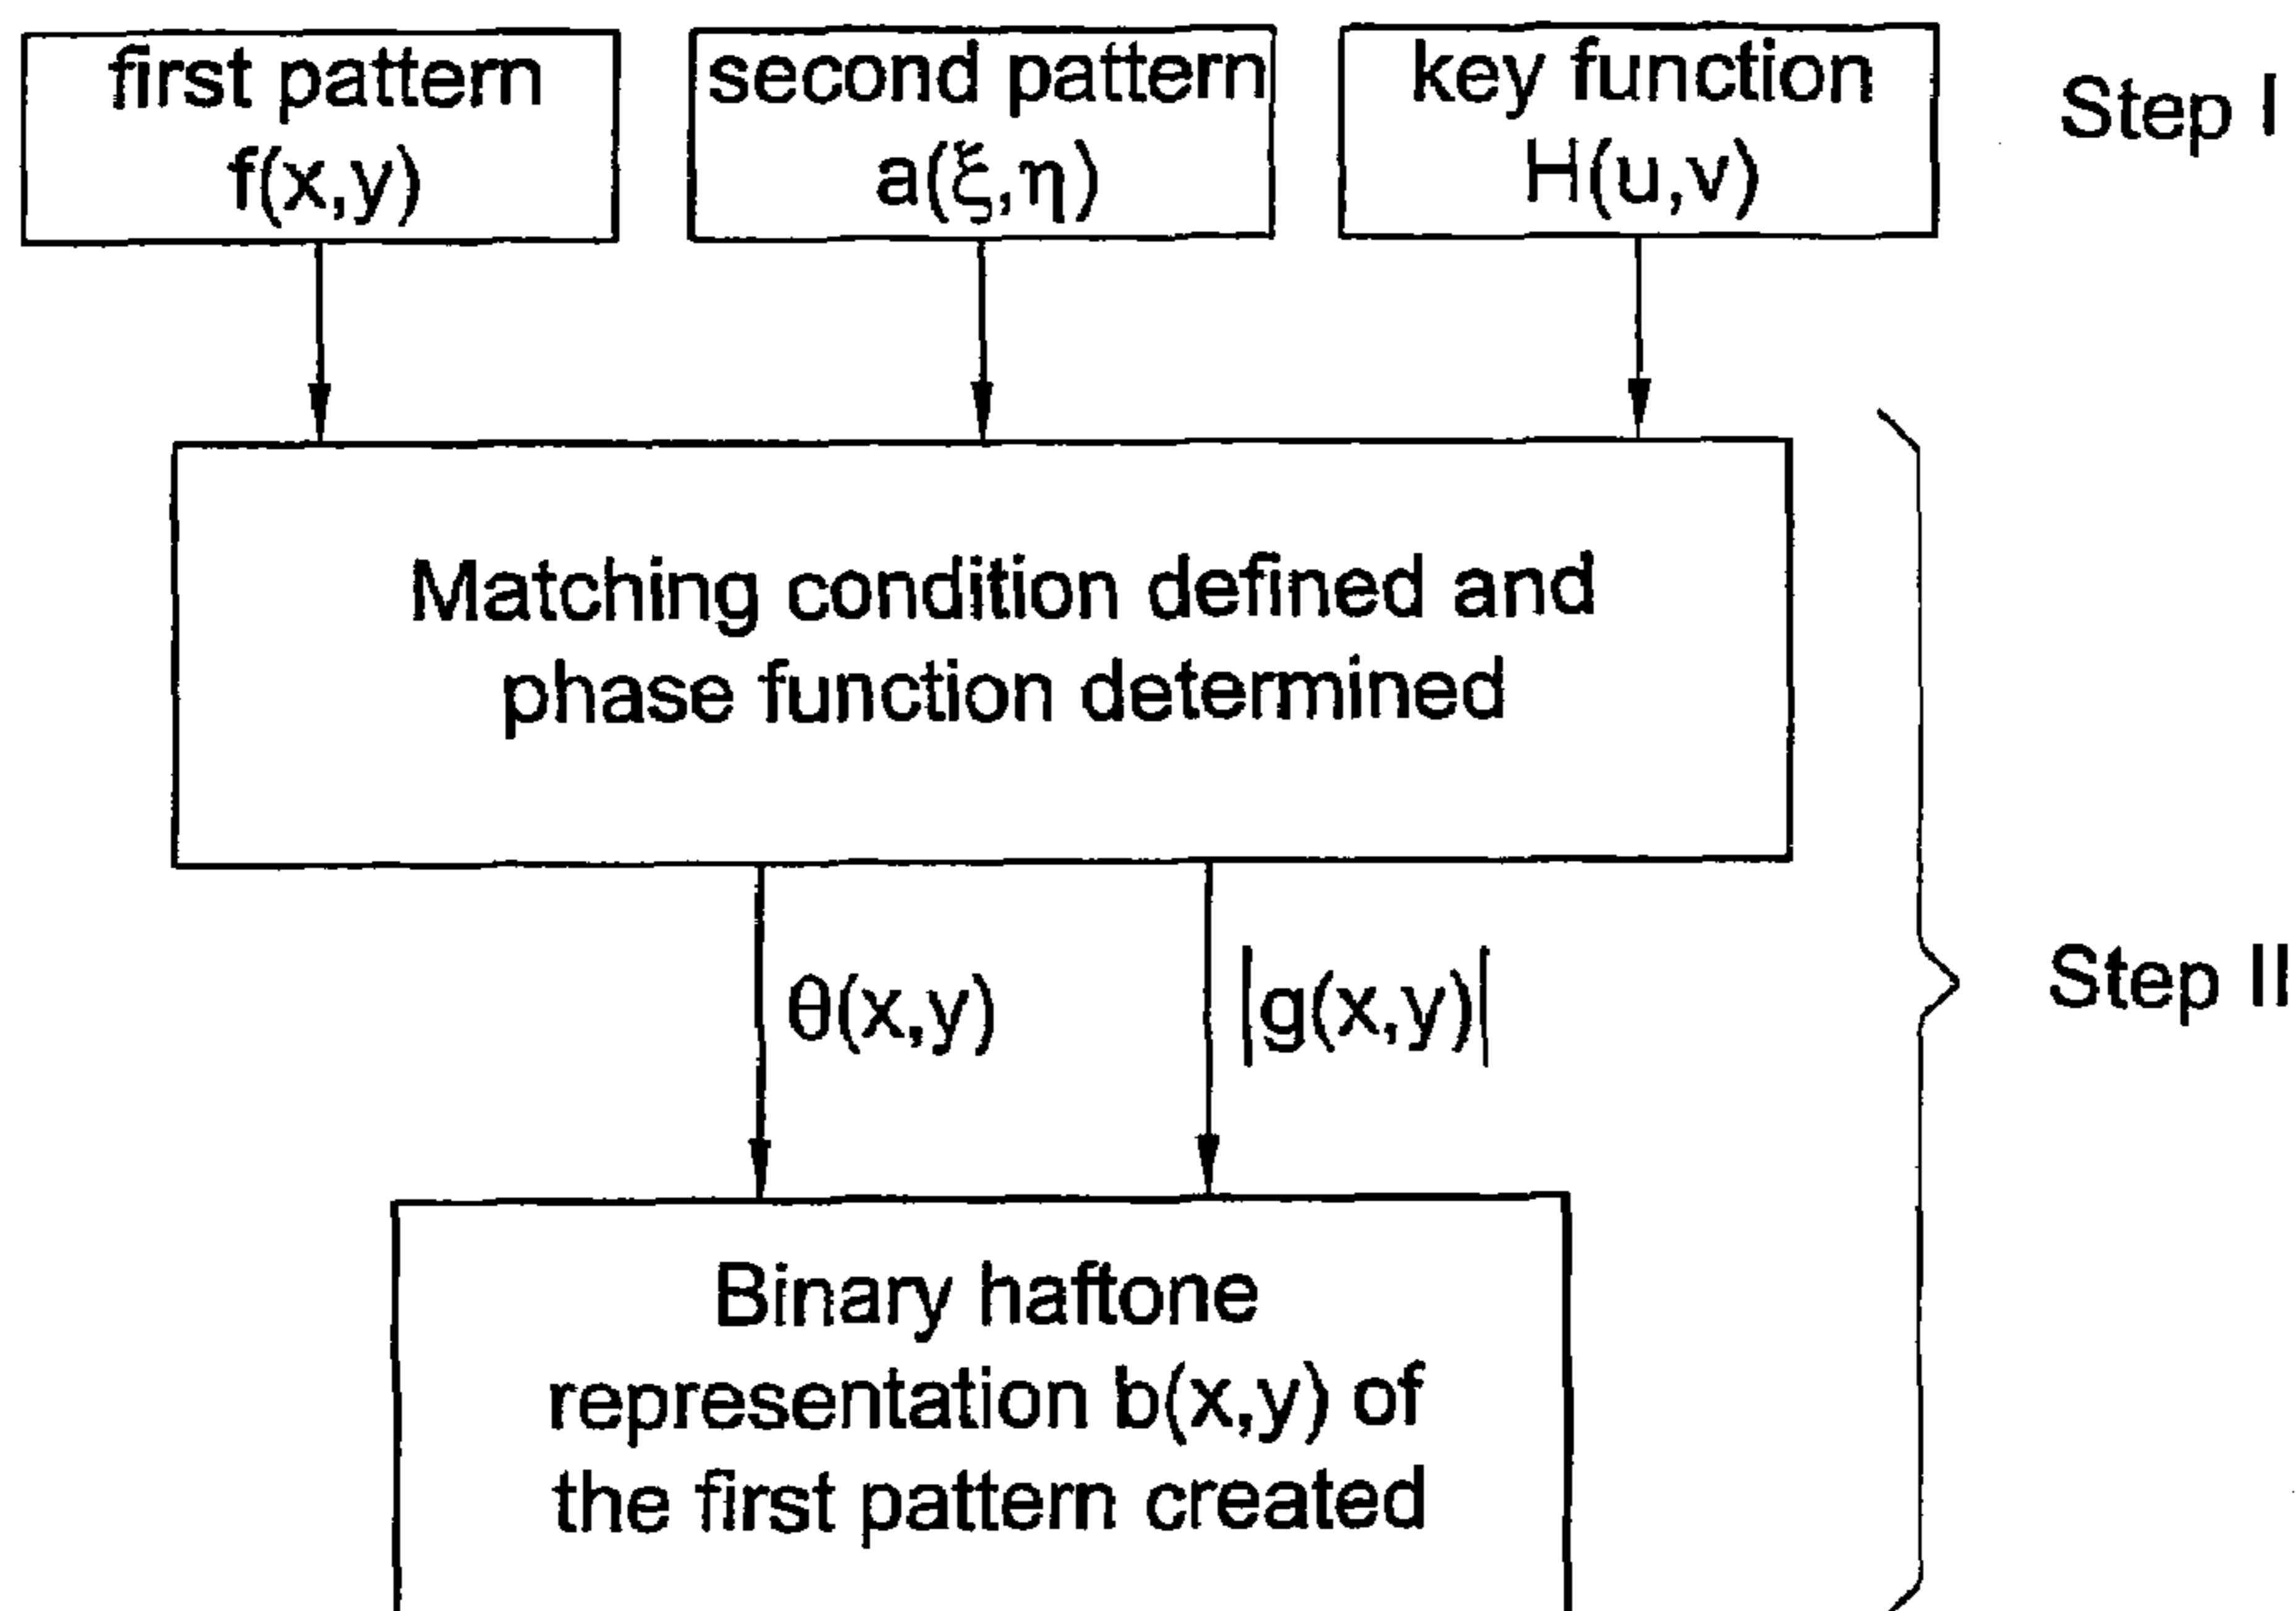 first pattern
f(x,y)
second pattern
a(ξ,η)
key function
H(u,v)
Step I
Matching condition defined and
phase function determined
θ(x,y)
|g(x,y)|
Step II
Binary haftone
representation b(x,y) of
the first pattern created